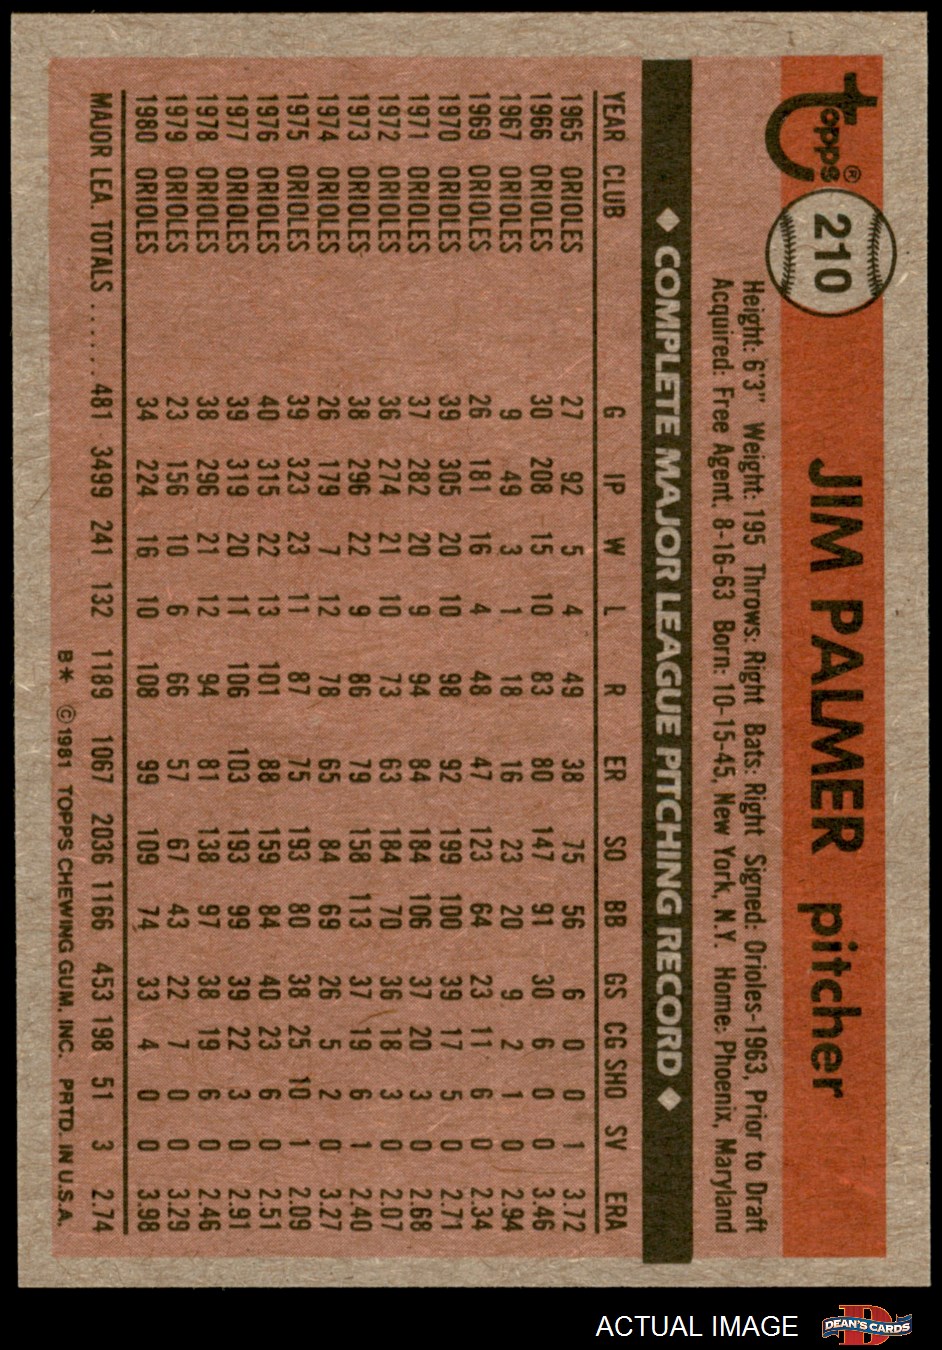 topps®
210
JIM PALMER pitcher
Height: 6'3" Weight: 195 Throws: Right Bats: Right Signed: Orioles-1963, Prior to Draft
Acquired: Free Agent, 8-16-63 Born: 10-15-45, New York, N.Y. Home: Phoenix, Maryland
◆ COMPLETE MAJOR LEAGUE PITCHING RECORD ◆
YEAR CLUB G IP W L R ER SO BB GS CG SHO SV ERA
1965 ORIOLES 27 92 5 4 49 38 75 56 6 0 0 1 3.72
1966 ORIOLES 30 208 15 10 83 80 147 91 30 6 0 0 3.46
1967 ORIOLES 9 49 3 1 18 16 23 20 9 2 1 0 2.94
1969 ORIOLES 26 181 16 4 48 47 123 64 23 11 6 0 2.34
1970 ORIOLES 39 305 20 10 98 92 199 100 39 17 5 0 2.71
1971 ORIOLES 37 282 20 9 94 84 184 106 37 20 3 0 2.68
1972 ORIOLES 36 274 21 10 73 63 184 70 36 18 3 0 2.07
1973 ORIOLES 38 296 22 9 86 79 158 113 37 19 6 1 2.40
1974 ORIOLES 26 179 7 12 78 65 84 69 26 5 2 0 3.27
1975 ORIOLES 39 323 23 11 87 75 193 80 38 25 10 1 2.09
1976 ORIOLES 40 315 22 13 101 88 159 84 40 23 6 0 2.51
1977 ORIOLES 39 319 20 11 106 103 193 99 39 22 3 0 2.91
1978 ORIOLES 38 296 21 12 94 81 138 97 38 19 6 0 2.46
1979 ORIOLES 23 156 10 6 66 57 67 43 22 7 0 0 3.29
1980 ORIOLES 34 224 16 10 108 99 109 74 33 4 0 0 3.98
MAJOR LEA. TOTALS ...... 481 3499 241 132 1189 1067 2036 1166 453 198 51 3 2.74
B* ©1981 TOPPS CHEWING GUM, INC. PRTD. IN U.S.A.
ACTUAL IMAGE
D
DEAN'S CARDS